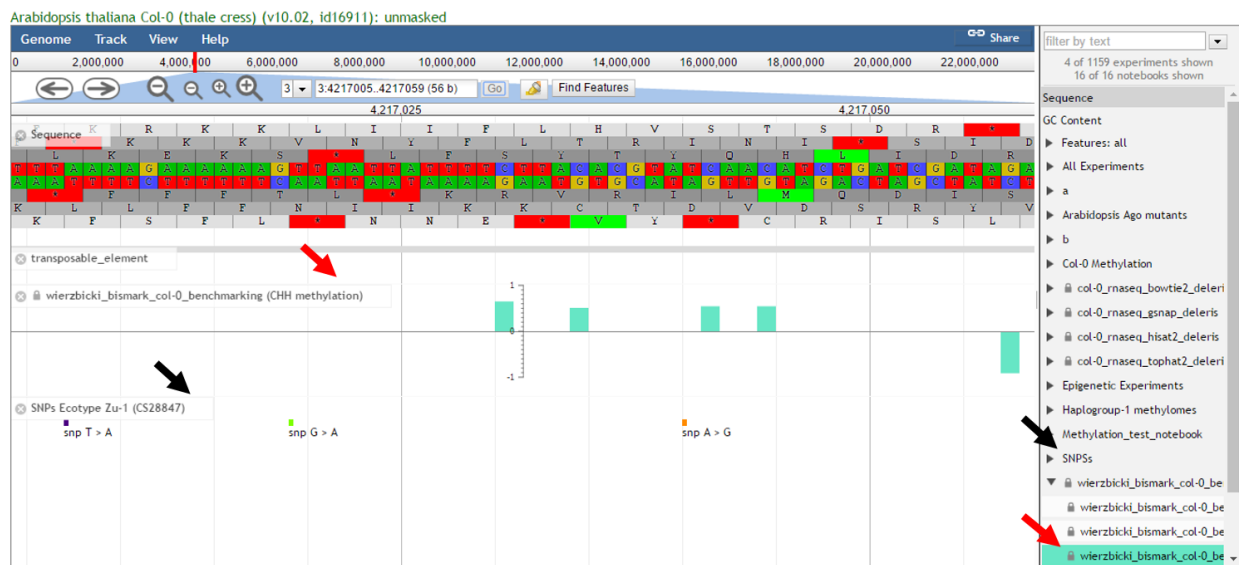 Arabidopsis thaliana Col-0 (thale cress) (v10.02, id16911): unmasked
Genome Track View Help Share
0 2,000,000 4,000,000 6,000,000 8,000,000 10,000,000 12,000,000 14,000,000 16,000,000 18,000,000 20,000,000 22,000,000
3 3:4217005..4217059 (56 b) Go Find Features
4,217,025 4,217,050
Sequence
K R K K L I I F L H V S T S D R *
K K K V N Y F L T R I N I * S I D
L K E K S * L F S Y T Y Q H L I D R
T T T A A A A G A A A A A A G T T A A T T A T T T T C T T A C A C G T A T C A A C A T C T G A T C G A T A G A
A A A T T T T C T T T T T T C A A T T A A T A A A A G A A T G T G C A T A G T T G T A G A C T A G C T A T C T
* F F F T L * K R V R I L M Q D I S
K L L F F N I I K K C T D V D S R Y V
K F S F L * N N E * V Y * C R I S L
transposable_element
wierzbicki_bismark_col-0_benchmarking (CHH methylation)
1
0
-1
SNPs Ecotype Zu-1 (CS28847)
snp T > A snp G > A snp A > G
filter by text
4 of 1159 experiments shown
16 of 16 notebooks shown
Sequence
GC Content
Features: all
All Experiments
a
Arabidopsis Ago mutants
b
Col-0 Methylation
col-0_rnaseq_bowtie2_deleri
col-0_rnaseq_gsnap_deleris
col-0_rnaseq_hisat2_deleris
col-0_rnaseq_tophat2_deleri
Epigenetic Experiments
Haplogroup-1 methylomes
Methylation_test_notebook
SNPSs
wierzbicki_bismark_col-0_be
wierzbicki_bismark_col-0_be
wierzbicki_bismark_col-0_be
wierzbicki_bismark_col-0_be